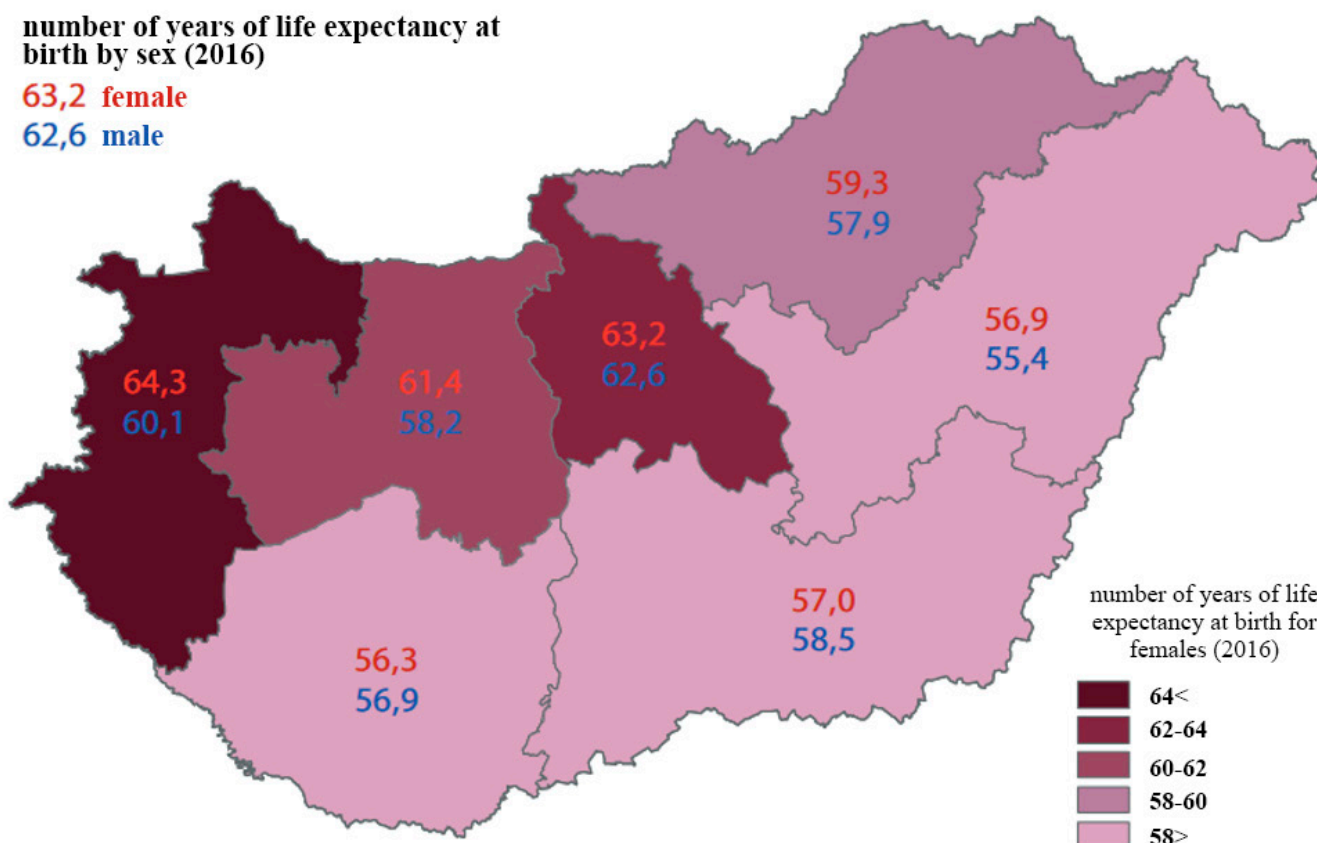 number of years of life expectancy at
birth by sex (2016)
63,2 female
62,6 male
59,3
57,9
56,9
55,4
63,2
62,6
64,3
60,1
61,4
58,2
57,0
58,5
56,3
56,9
number of years of life
expectancy at birth for
females (2016)
64<
62-64
60-62
58-60
58>